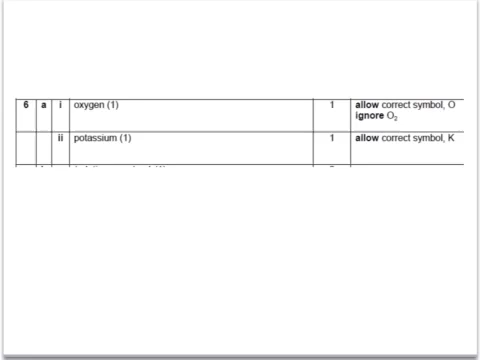 6 a i oxygen (1) 1 allow correct symbol, O
ignore O₂
ii potassium (1) 1 allow correct symbol, K